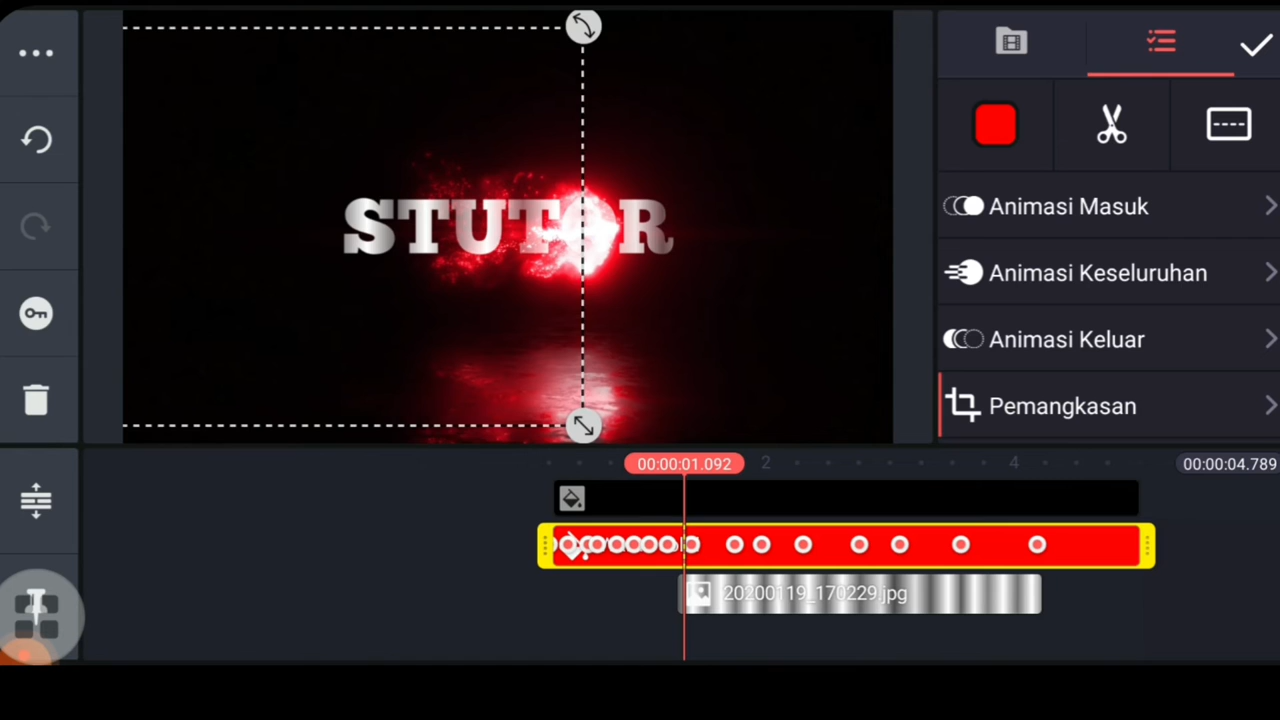 STUTOR
Animasi Masuk
Animasi Keseluruhan
Animasi Keluar
Pemangkasan
00:00:01.092
2
4
00:00:04.789
20200119_170229.jpg